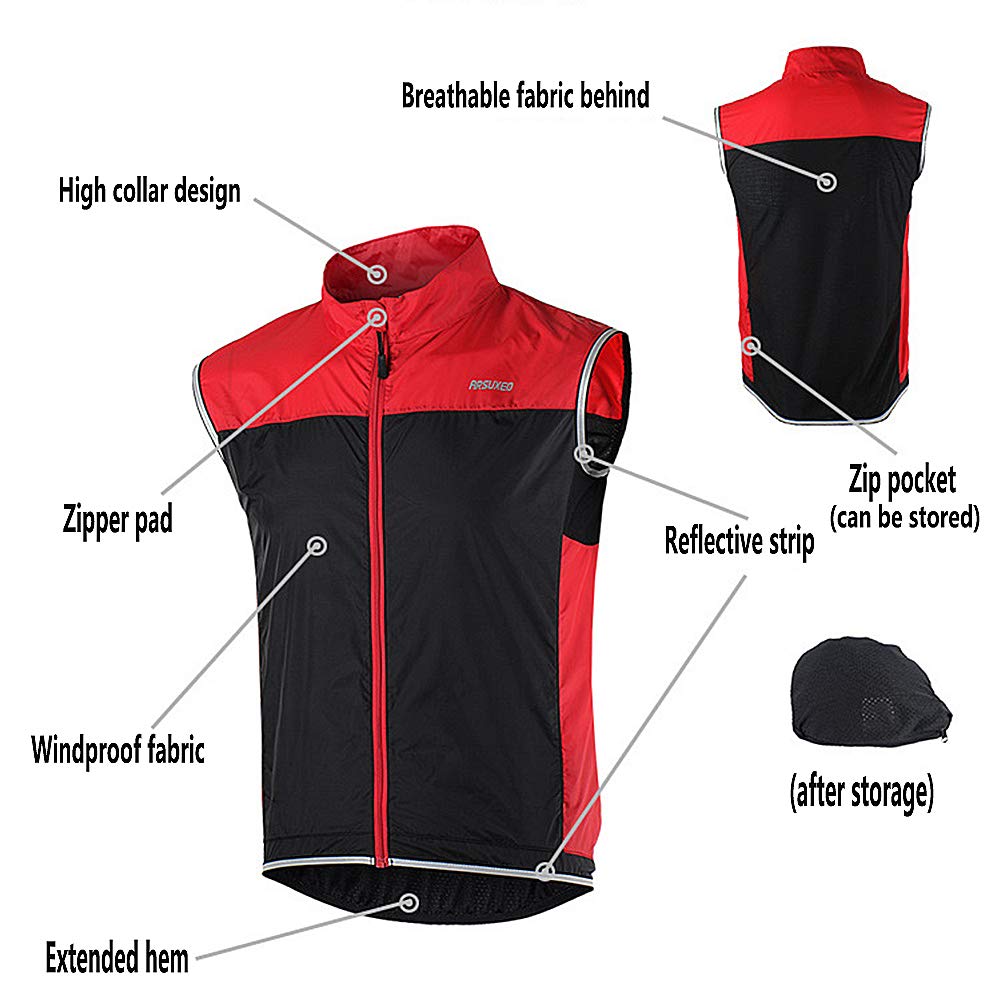 Breathable fabric behind
High collar design
ARSUXEO
Zipper pad
Zip pocket
(can be stored)
Reflective strip
Windproof fabric
(after storage)
Extended hem